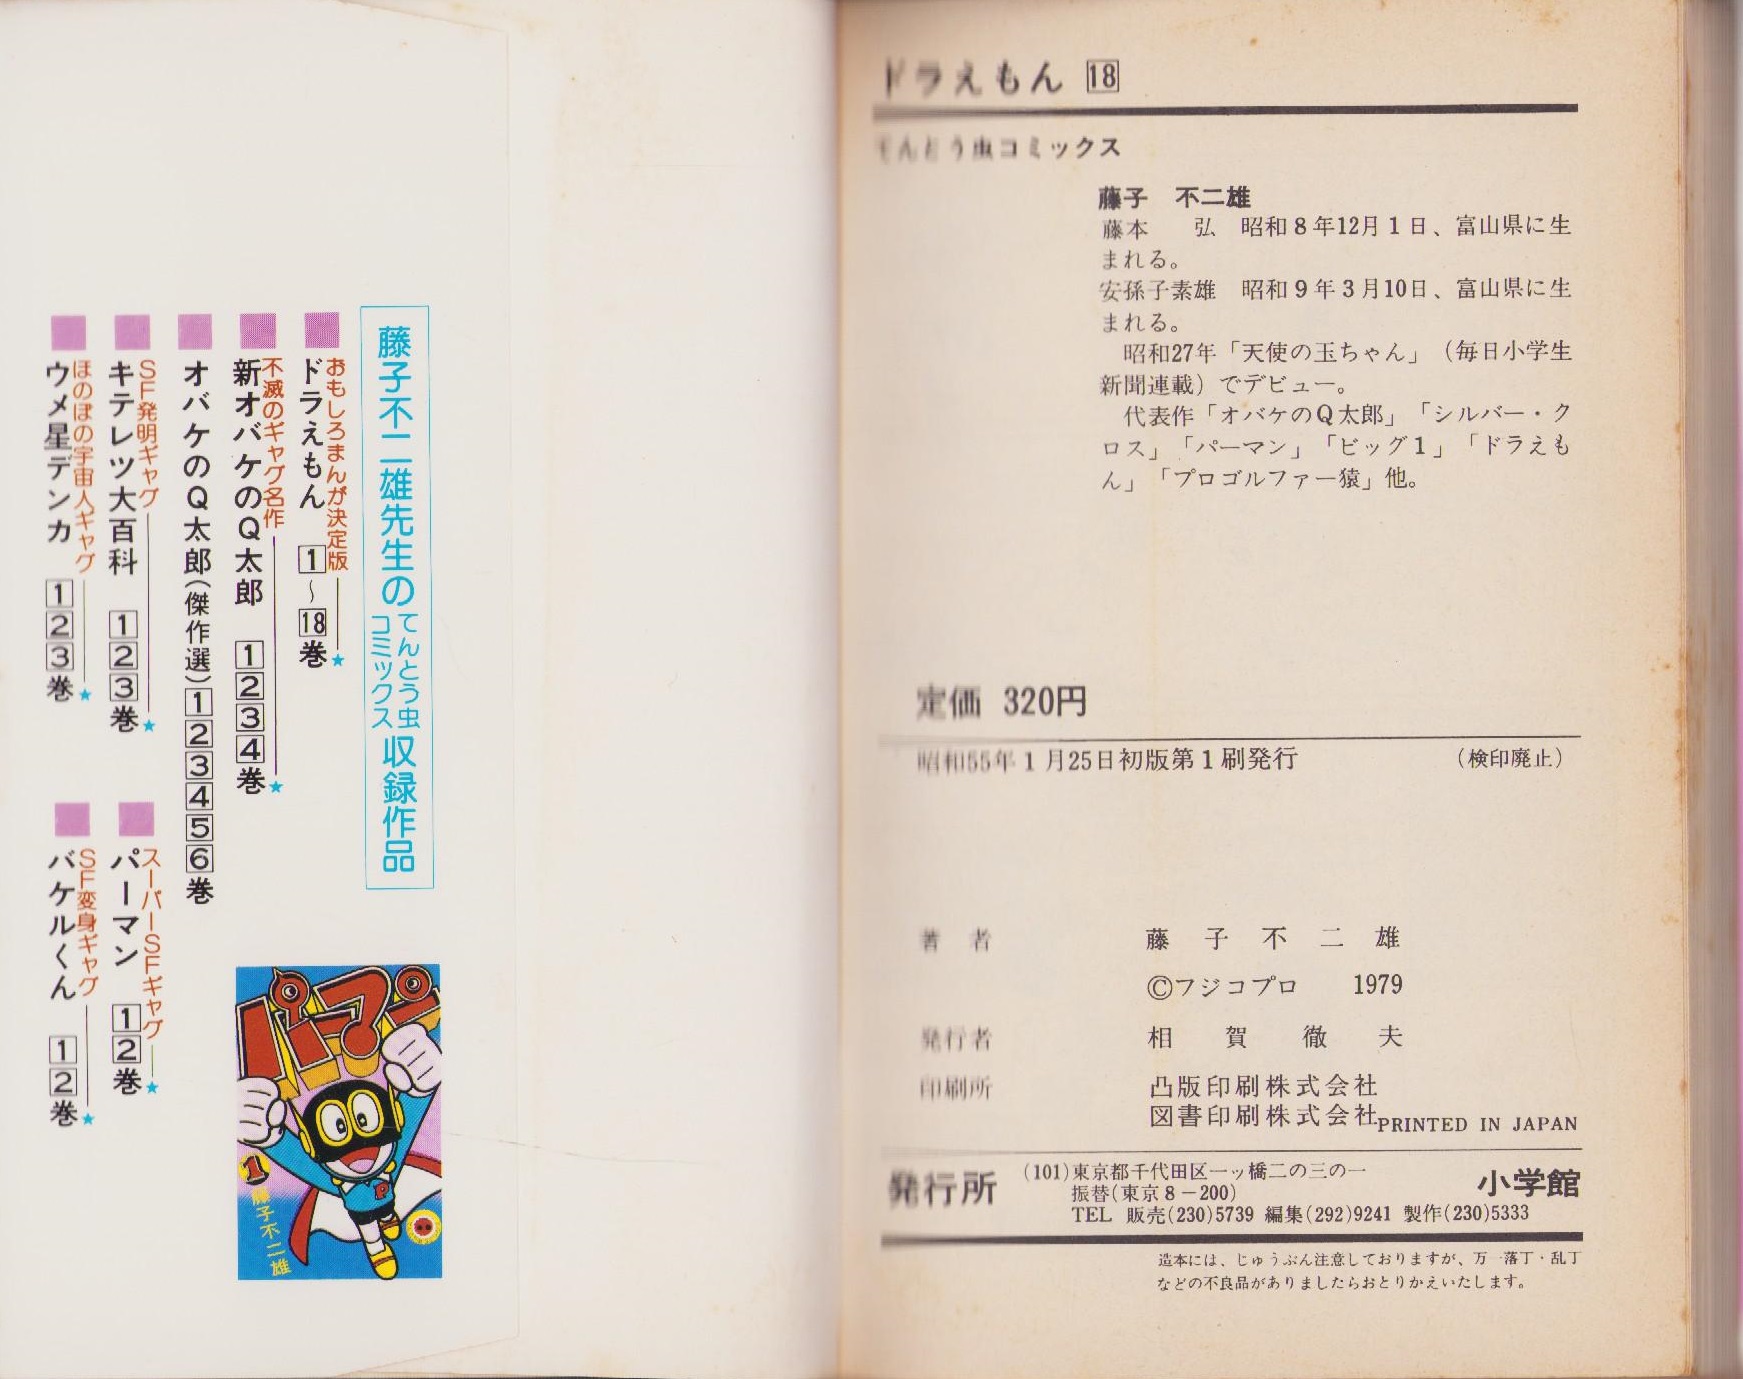 藤子不二雄先生のてんとう虫コミックス収録作品
おもしろまんが決定版
ドラえもん 1〜18巻★
不滅のギャグ名作
新オバケのQ太郎 1234巻★
オバケのQ太郎(傑作選)123456巻
SF発明ギャグ
キテレツ大百科 123巻★
ほのぼの宇宙人ギャグ
ウメ星デンカ 123巻★
スーパーSFギャグ
パーマン 12巻★
SF変身ギャグ
バケルくん 12巻★
パーマン
1
藤子不二雄
P
ドラえもん 18
てんとう虫コミックス
藤子 不二雄
藤本 弘 昭和8年12月1日、富山県に生
まれる。
安孫子素雄 昭和9年3月10日、富山県に生
まれる。
昭和27年「天使の玉ちゃん」(毎日小学生
新聞連載)でデビュー。
代表作「オバケのQ太郎」「シルバー・ク
ロス」「パーマン」「ビッグ1」「ドラえも
ん」「プロゴルファー猿」他。
定価 320円
昭和55年1月25日初版第1刷発行 (検印廃止)
著者 藤子不二雄
©フジコプロ 1979
発行者 相賀徹夫
印刷所 凸版印刷株式会社
図書印刷株式会社
PRINTED IN JAPAN
発行所 (101)東京都千代田区一ッ橋二の三の一 小学館
振替(東京8-200)
TEL 販売(230)5739 編集(292)9241 製作(230)5333
造本には、じゅうぶん注意しておりますが、万一落丁・乱丁
などの不良品がありましたらおとりかえいたします。